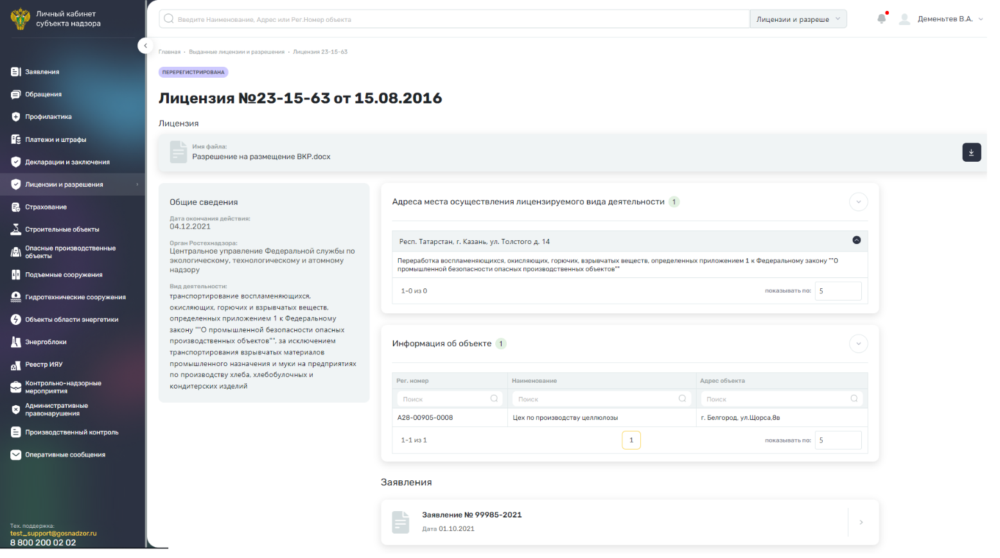 Личный кабинет
субъекта надзора
Введите Наименование, Адрес или Рег.Номер объекта
Лицензии и разреше
Дементьев В.А.
Главная • Выданные лицензии и разрешения • Лицензия 23-15-63
ПЕРЕРЕГИСТРИРОВАНА
Лицензия №23-15-63 от 15.08.2016
Лицензия
Имя файла:
Разрешение на размещение ВКР.docx
Заявления
Обращения
Профилактика
Платежи и штрафы
Декларации и заключения
Лицензии и разрешения
Страхование
Строительные объекты
Опасные производственные
объекты
Подъемные сооружения
Гидротехнические сооружения
Объекты области энергетики
Энергоблоки
Реестр ИЯУ
Контрольно-надзорные
мероприятия
Административные
правонарушения
Производственный контроль
Оперативные сообщения
Тех. поддержка:
test_support@gosnadzor.ru
8 800 200 02 02
Общие сведения
Дата окончания действия:
04.12.2021
Орган Ростехнадзора:
Центральное управление Федеральной службы по
экологическому, технологическому и атомному
надзору
Вид деятельности:
транспортирование воспламеняющихся,
окисляющих, горючих и взрывчатых веществ,
определенных приложением 1 к Федеральному
закону ""О промышленной безопасности опасных
производственных объектов"", за исключением
транспортирования взрывчатых материалов
промышленного назначения и муки на предприятиях
по производству хлеба, хлебобулочных и
кондитерских изделий
Адреса места осуществления лицензируемого вида деятельности 1
Респ. Татарстан, г. Казань, ул. Толстого д. 14
Переработка воспламеняющихся, окисляющих, горючих, взрывчатых веществ, определенных приложением 1 к Федеральному закону ""О
промышленной безопасности опасных производственных объектов""
1-0 из 0
показывать по: 5
Информация об объекте 1
Рег. номер Наименование Адрес объекта
Поиск Поиск Поиск
А28-00905-0008 Цех по производству целлюлозы г. Белгород, ул.Щорса,8в
1-1 из 1 1 показывать по: 5
Заявления
Заявление № 99985-2021
Дата 01.10.2021